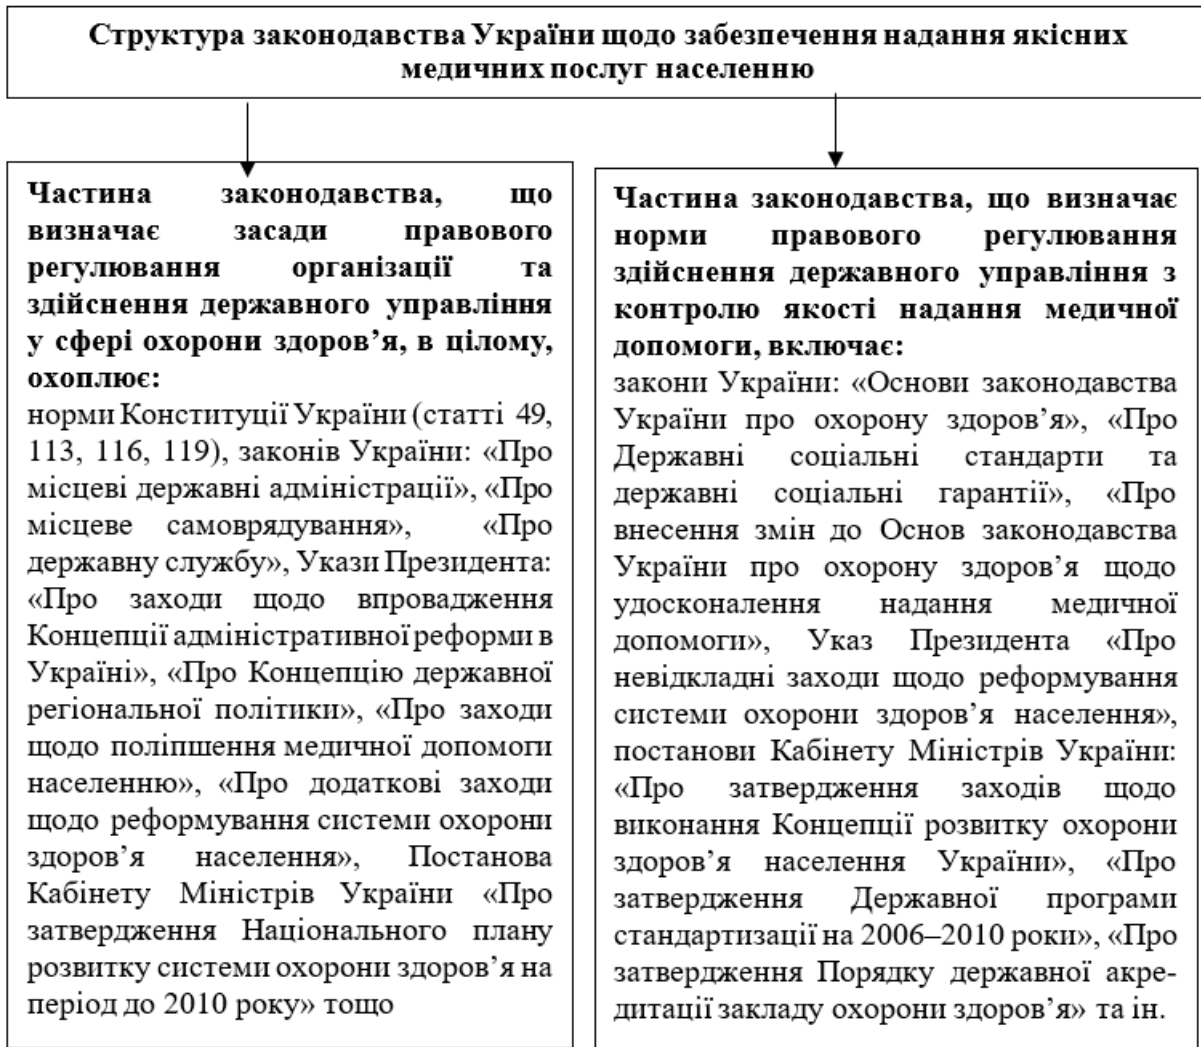 Структура законодавства України щодо забезпечення надання якісних
медичних послуг населенню
Частина законодавства, що
визначає засади правового
регулювання організації та
здійснення державного управління
у сфері охорони здоров’я, в цілому,
охоплює:
норми Конституції України (статті 49,
113, 116, 119), законів України: «Про
місцеві державні адміністрації», «Про
місцеве самоврядування», «Про
державну службу», Укази Президента:
«Про заходи щодо впровадження
Концепції адміністративної реформи в
Україні», «Про Концепцію державної
регіональної політики», «Про заходи
щодо поліпшення медичної допомоги
населенню», «Про додаткові заходи
щодо реформування системи охорони
здоров’я населення», Постанова
Кабінету Міністрів України «Про
затвердження Національного плану
розвитку системи охорони здоров’я на
період до 2010 року» тощо
Частина законодавства, що визначає
норми правового регулювання
здійснення державного управління з
контролю якості надання медичної
допомоги, включає:
закони України: «Основи законодавства
України про охорону здоров’я», «Про
Державні соціальні стандарти та
державні соціальні гарантії», «Про
внесення змін до Основ законодавства
України про охорону здоров’я щодо
удосконалення надання медичної
допомоги», Указ Президента «Про
невідкладні заходи щодо реформування
системи охорони здоров’я населення»,
постанови Кабінету Міністрів України:
«Про затвердження заходів щодо
виконання Концепції розвитку охорони
здоров’я населення України», «Про
затвердження Державної програми
стандартизації на 2006–2010 роки», «Про
затвердження Порядку державної акре-
дитації закладу охорони здоров’я» та ін.